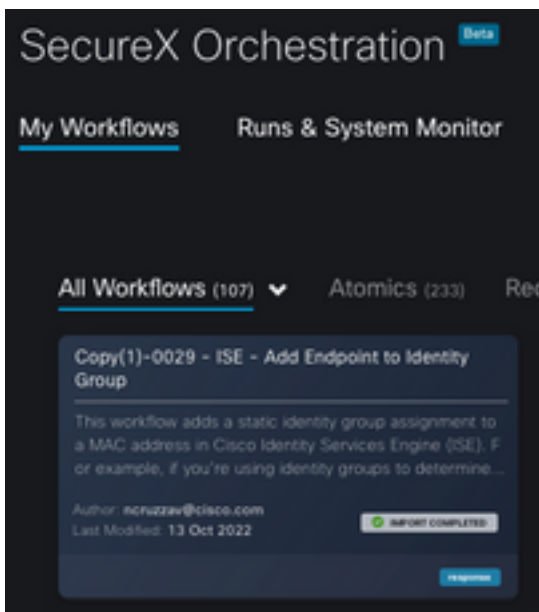 SecureX Orchestration Beta
My Workflows Runs & System Monitor
All Workflows (107) Atomics (233) Rec
Copy(1)-0029 - ISE - Add Endpoint to Identity
Group
This workflow adds a static identity group assignment to
a MAC address in Cisco Identity Services Engine (ISE). F
or example, if you're using identity groups to determine...
Author: ncruzzav@cisco.com
Last Modified: 13 Oct 2022
IMPORT COMPLETED
response